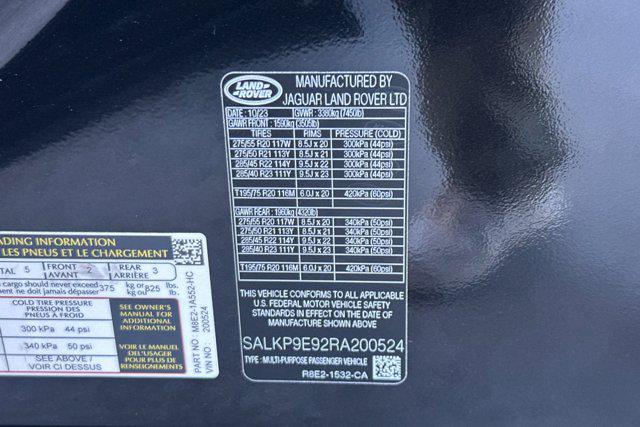 LAND ROVER
MANUFACTURED BY
JAGUAR LAND ROVER LTD
DATE : 10/23 GVWR : 3380kg (7450lb)
GAWR FRONT : 1590kg (3505lb)
TIRES RIMS PRESSURE (COLD)
275/55 R20 117W 8.5J x 20 300kPa (44psi)
275/50 R21 113Y 8.5J x 21 300kPa (44psi)
285/45 R22 114Y 9.5J x 22 300kPa (44psi)
285/40 R23 111Y 9.5J x 23 300kPa (44psi)
T195/75 R20 116M 6.0J x 20 420kPa (60psi)
GAWR REAR : 1960kg (4320lb)
275/55 R20 117W 8.5J x 20 340kPa (50psi)
275/50 R21 113Y 8.5J x 21 340kPa (50psi)
285/45 R22 114Y 9.5J x 22 340kPa (50psi)
285/40 R23 111Y 9.5J x 23 340kPa (50psi)
T195/75 R20 116M 6.0J x 20 420kPa (60psi)
THIS VEHICLE CONFORMS TO ALL APPLICABLE
U.S. FEDERAL MOTOR VEHICLE SAFETY
STANDARDS IN EFFECT ON THE DATE OF
MANUFACTURE SHOWN ABOVE
SALKP9E92RA200524
TYPE : MULTI-PURPOSE PASSENGER VEHICLE
R8E2-1532-CA
ADING INFORMATION
LES PNEUS ET LE CHARGEMENT
TAL 5 FRONT AVANT 2 REAR ARRIÈRE 3
cargo should never exceed 375 kg or 825 lbs.
ement ne doit jamais dépasser kg ou lb.
COLD TIRE PRESSURE
PRESSION DES
PNEUS À FROID
300 kPa 44 psi
340 kPa 50 psi
SEE ABOVE /
VOIR CI DESSUS
SEE OWNER'S
MANUAL FOR
ADDITIONAL
INFORMATION
VOIR LE MANUEL
DE L'USAGER
POUR PLUS DE
RENSEIGNEMENTS
PART NO : M8E2-1A552-HC
VIN NO : 200524